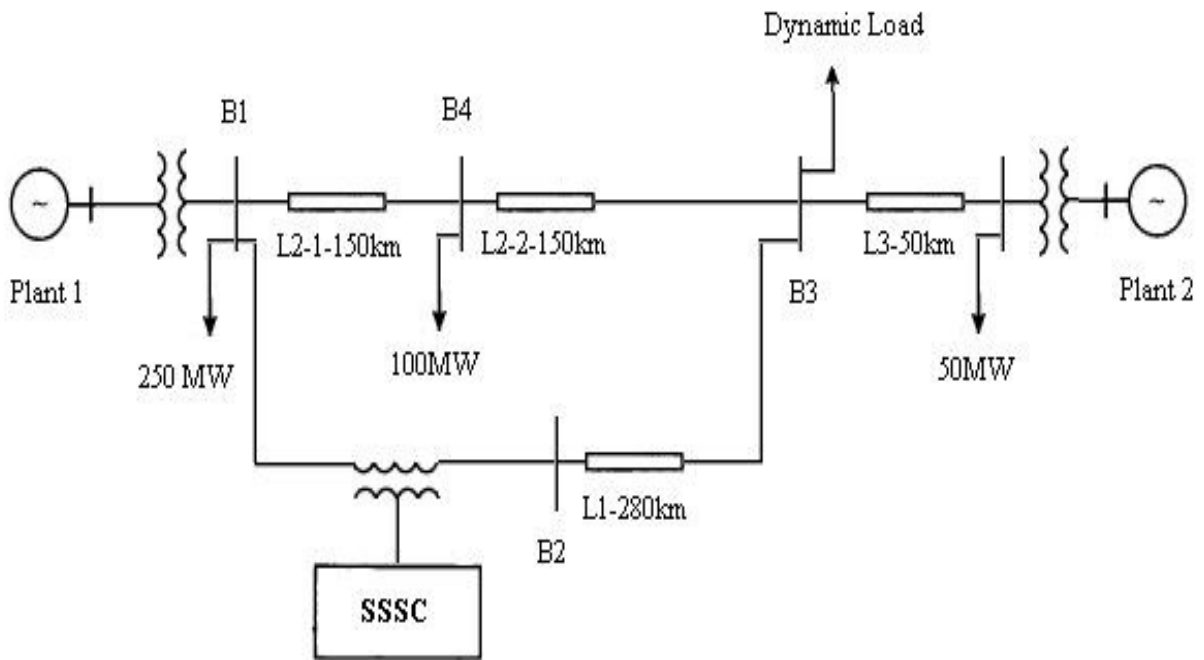 Dynamic Load
B1
B4
~
~
L2-1-150km
L2-2-150km
L3-50km
Plant 1
B3
Plant 2
250 MW
100MW
50MW
L1-280km
B2
SSSC